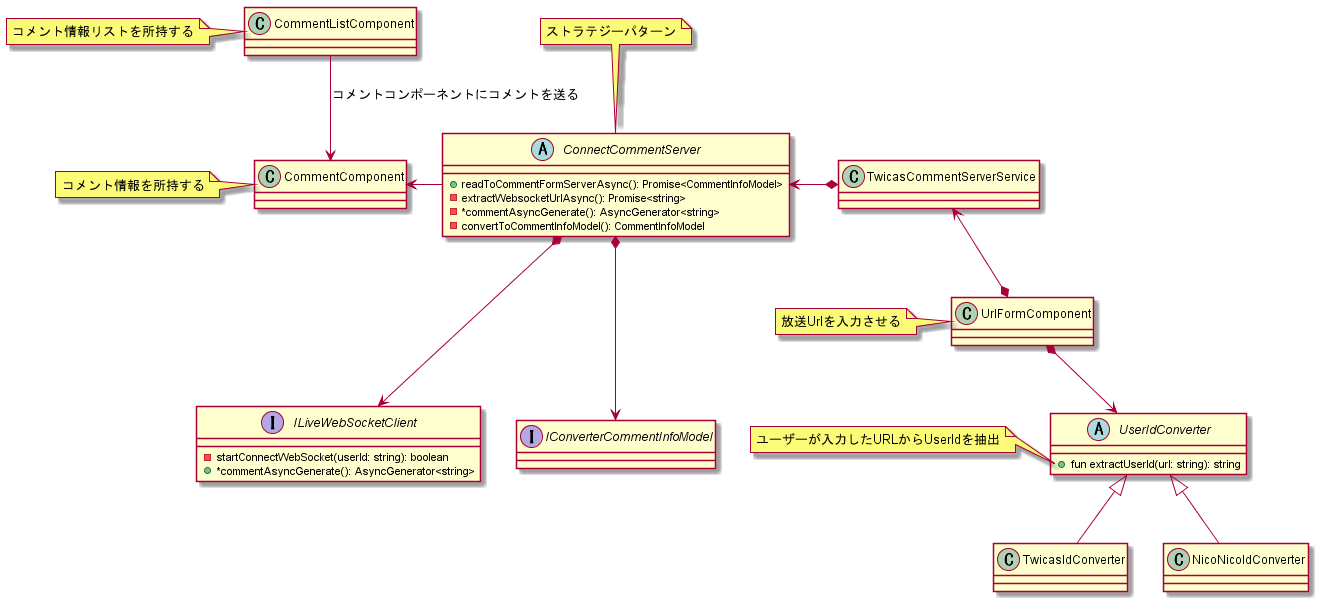 コメント情報リストを所持する
C CommentListComponent
ストラテジーパターン
コメントコンポーネントにコメントを送る
コメント情報を所持する
C CommentComponent
A ConnectCommentServer
readToCommentFormServerAsync(): Promise<CommentInfoModel>
extractWebsocketUrlAsync(): Promise<string>
*commentAsyncGenerate(): AsyncGenerator<string>
convertToCommentInfoModel(): CommentInfoModel
C TwicasCommentServerService
放送Urlを入力させる
C UrlFormComponent
I ILiveWebSocketClient
startConnectWebSocket(userId: string): boolean
*commentAsyncGenerate(): AsyncGenerator<string>
I IConverterCommentInfoModel
ユーザーが入力したURLからUserIdを抽出
A UserIdConverter
fun extractUserId(url: string): string
C TwicasIdConverter
C NicoNicoIdConverter